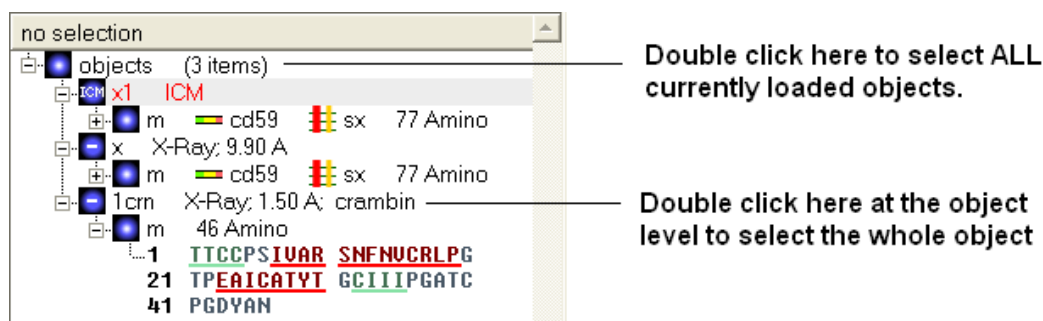 no selection
objects (3 items)
Double click here to select ALL
currently loaded objects.
ICM x1 ICM
m cd59 sx 77 Amino
x X-Ray; 9.90 A
m cd59 sx 77 Amino
1crn X-Ray; 1.50 A; crambin
Double click here at the object
level to select the whole object
m 46 Amino
1 TTCCPSIVAR SNFNVCRLPG
21 TPEAICATYT GCIIIPGATC
41 PGDYAN